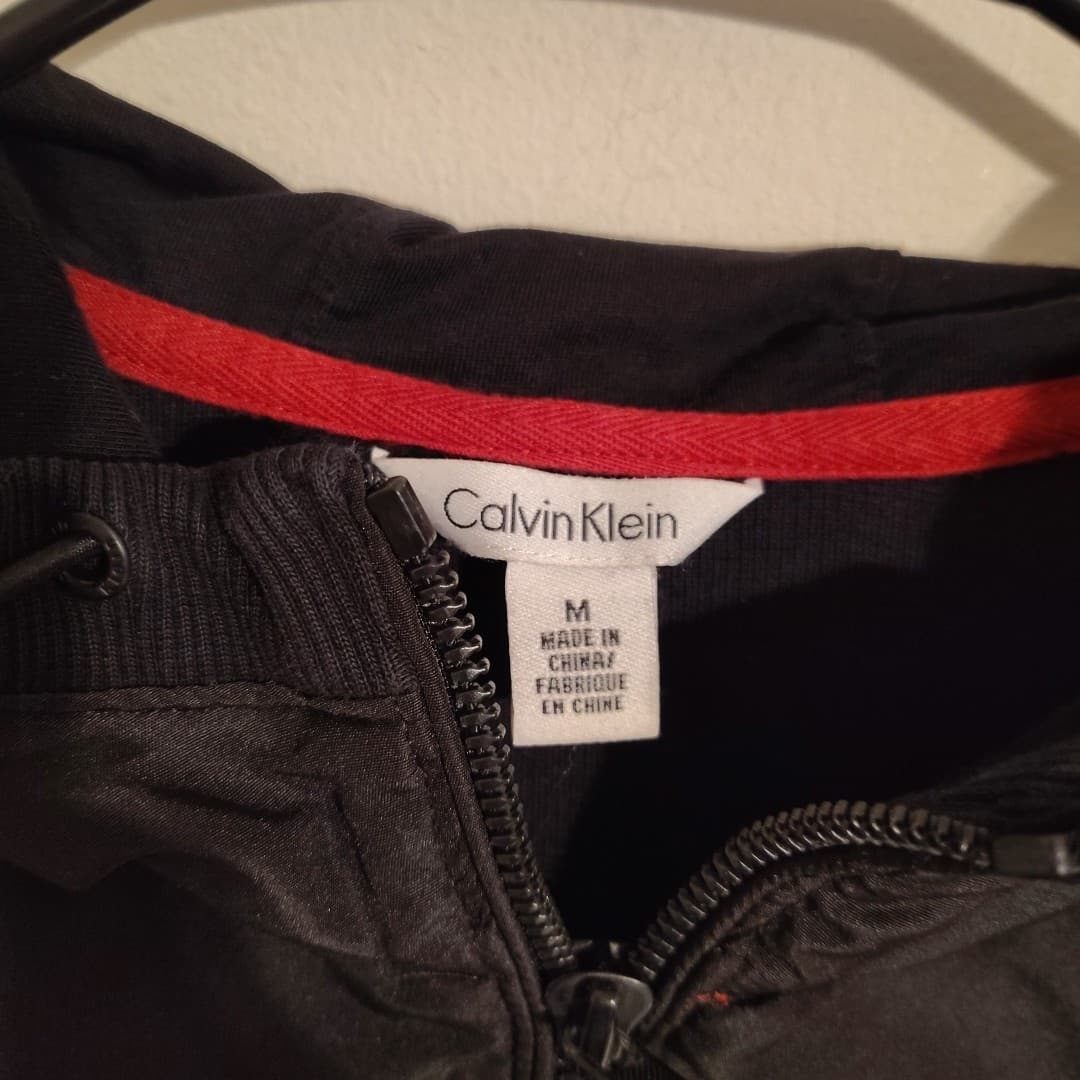 Calvin Klein
M
MADE IN
CHINA/
FABRIQUE
EN CHINE